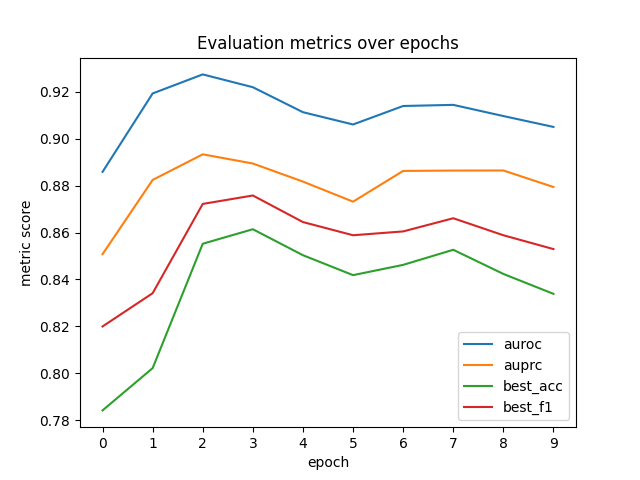 Evaluation metrics over epochs
metric score
0.92
0.90
0.88
0.86
0.84
0.82
0.80
0.78
auroc
auprc
best_acc
best_f1
0 1 2 3 4 5 6 7 8 9
epoch